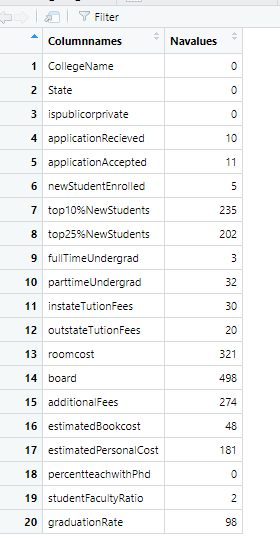 Filter
Columnnames Navalues
1 CollegeName 0
2 State 0
3 ispublicorprivate 0
4 applicationRecieved 10
5 applicationAccepted 11
6 newStudentEnrolled 5
7 top10%NewStudents 235
8 top25%NewStudents 202
9 fullTimeUndergrad 3
10 parttimeUndergrad 32
11 instateTutionFees 30
12 outstateTutionFees 20
13 roomcost 321
14 board 498
15 additionalFees 274
16 estimatedBookcost 48
17 estimatedPersonalCost 181
18 percentteachwithPhd 0
19 studentFacultyRatio 2
20 graduationRate 98